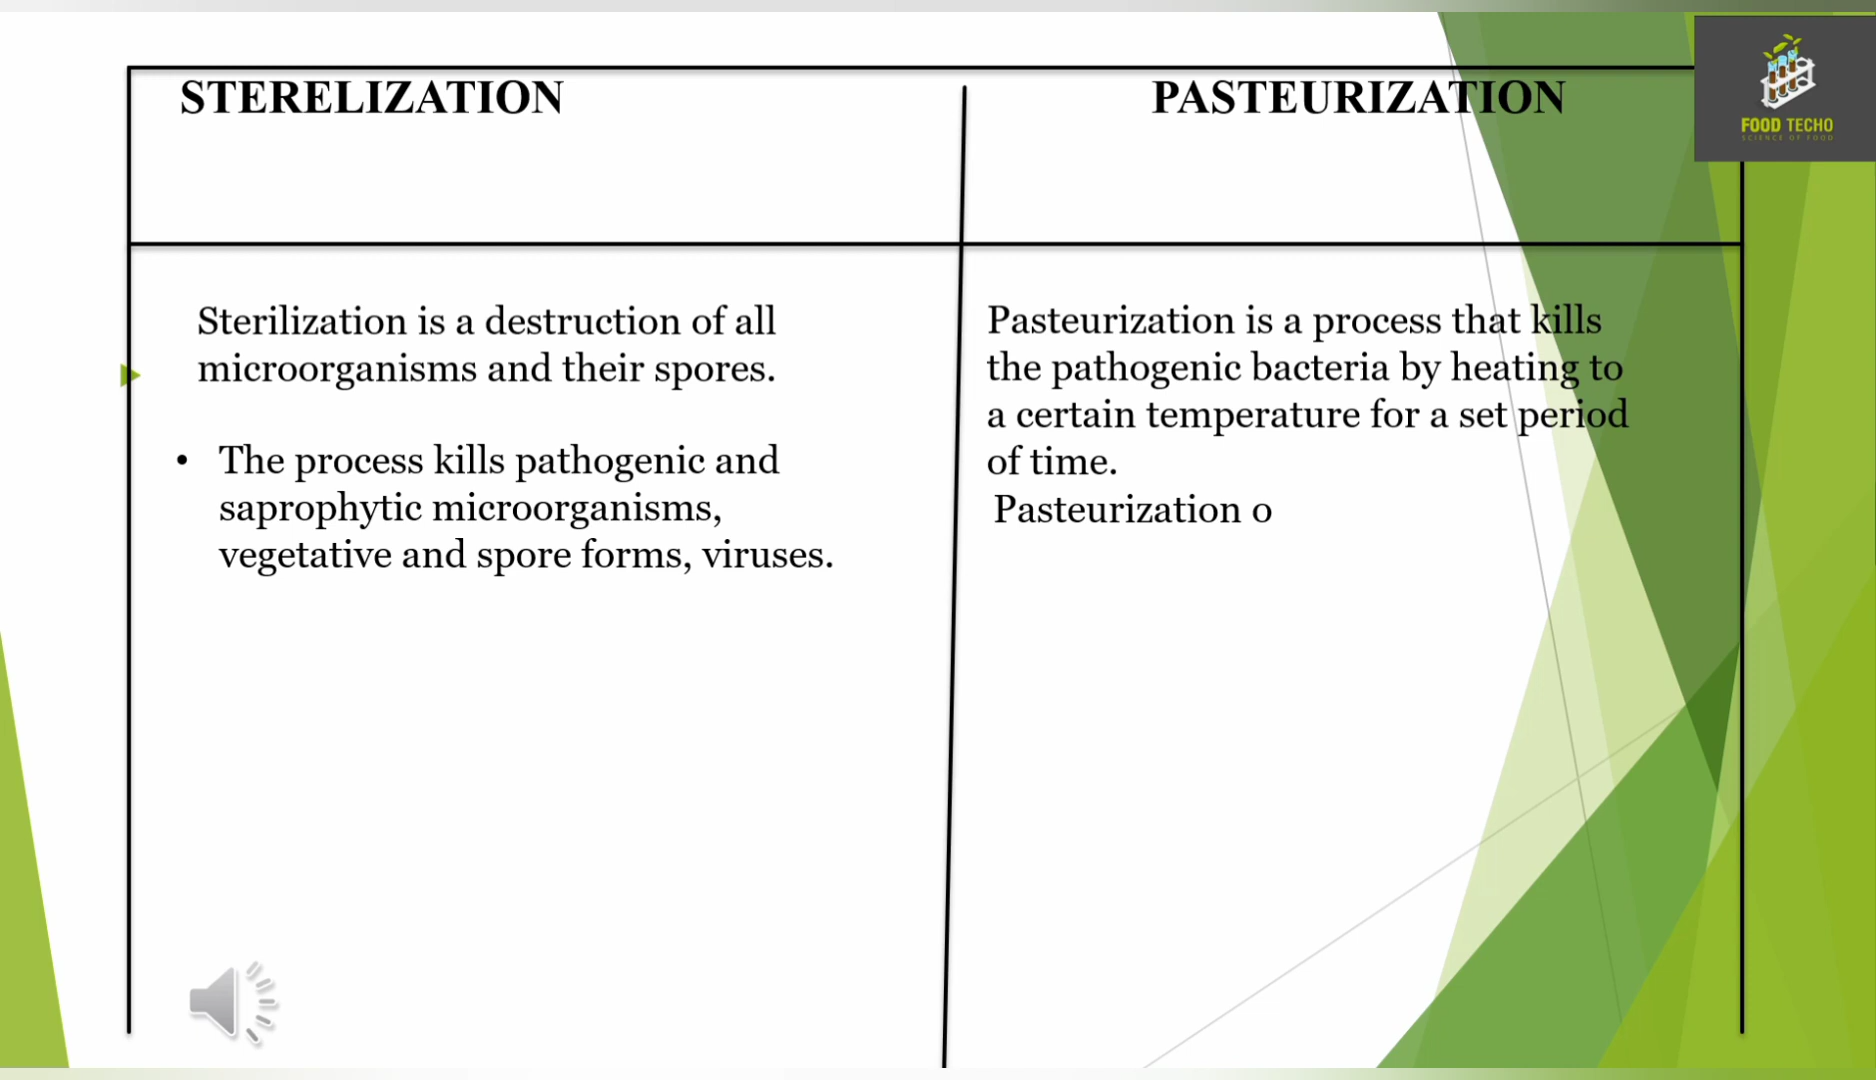 STERELIZATION
PASTEURIZATION
FOOD TECHO
SCIENCE OF FOOD
Sterilization is a destruction of all
microorganisms and their spores.
• The process kills pathogenic and
saprophytic microorganisms,
vegetative and spore forms, viruses.
Pasteurization is a process that kills
the pathogenic bacteria by heating to
a certain temperature for a set period
of time.
Pasteurization o